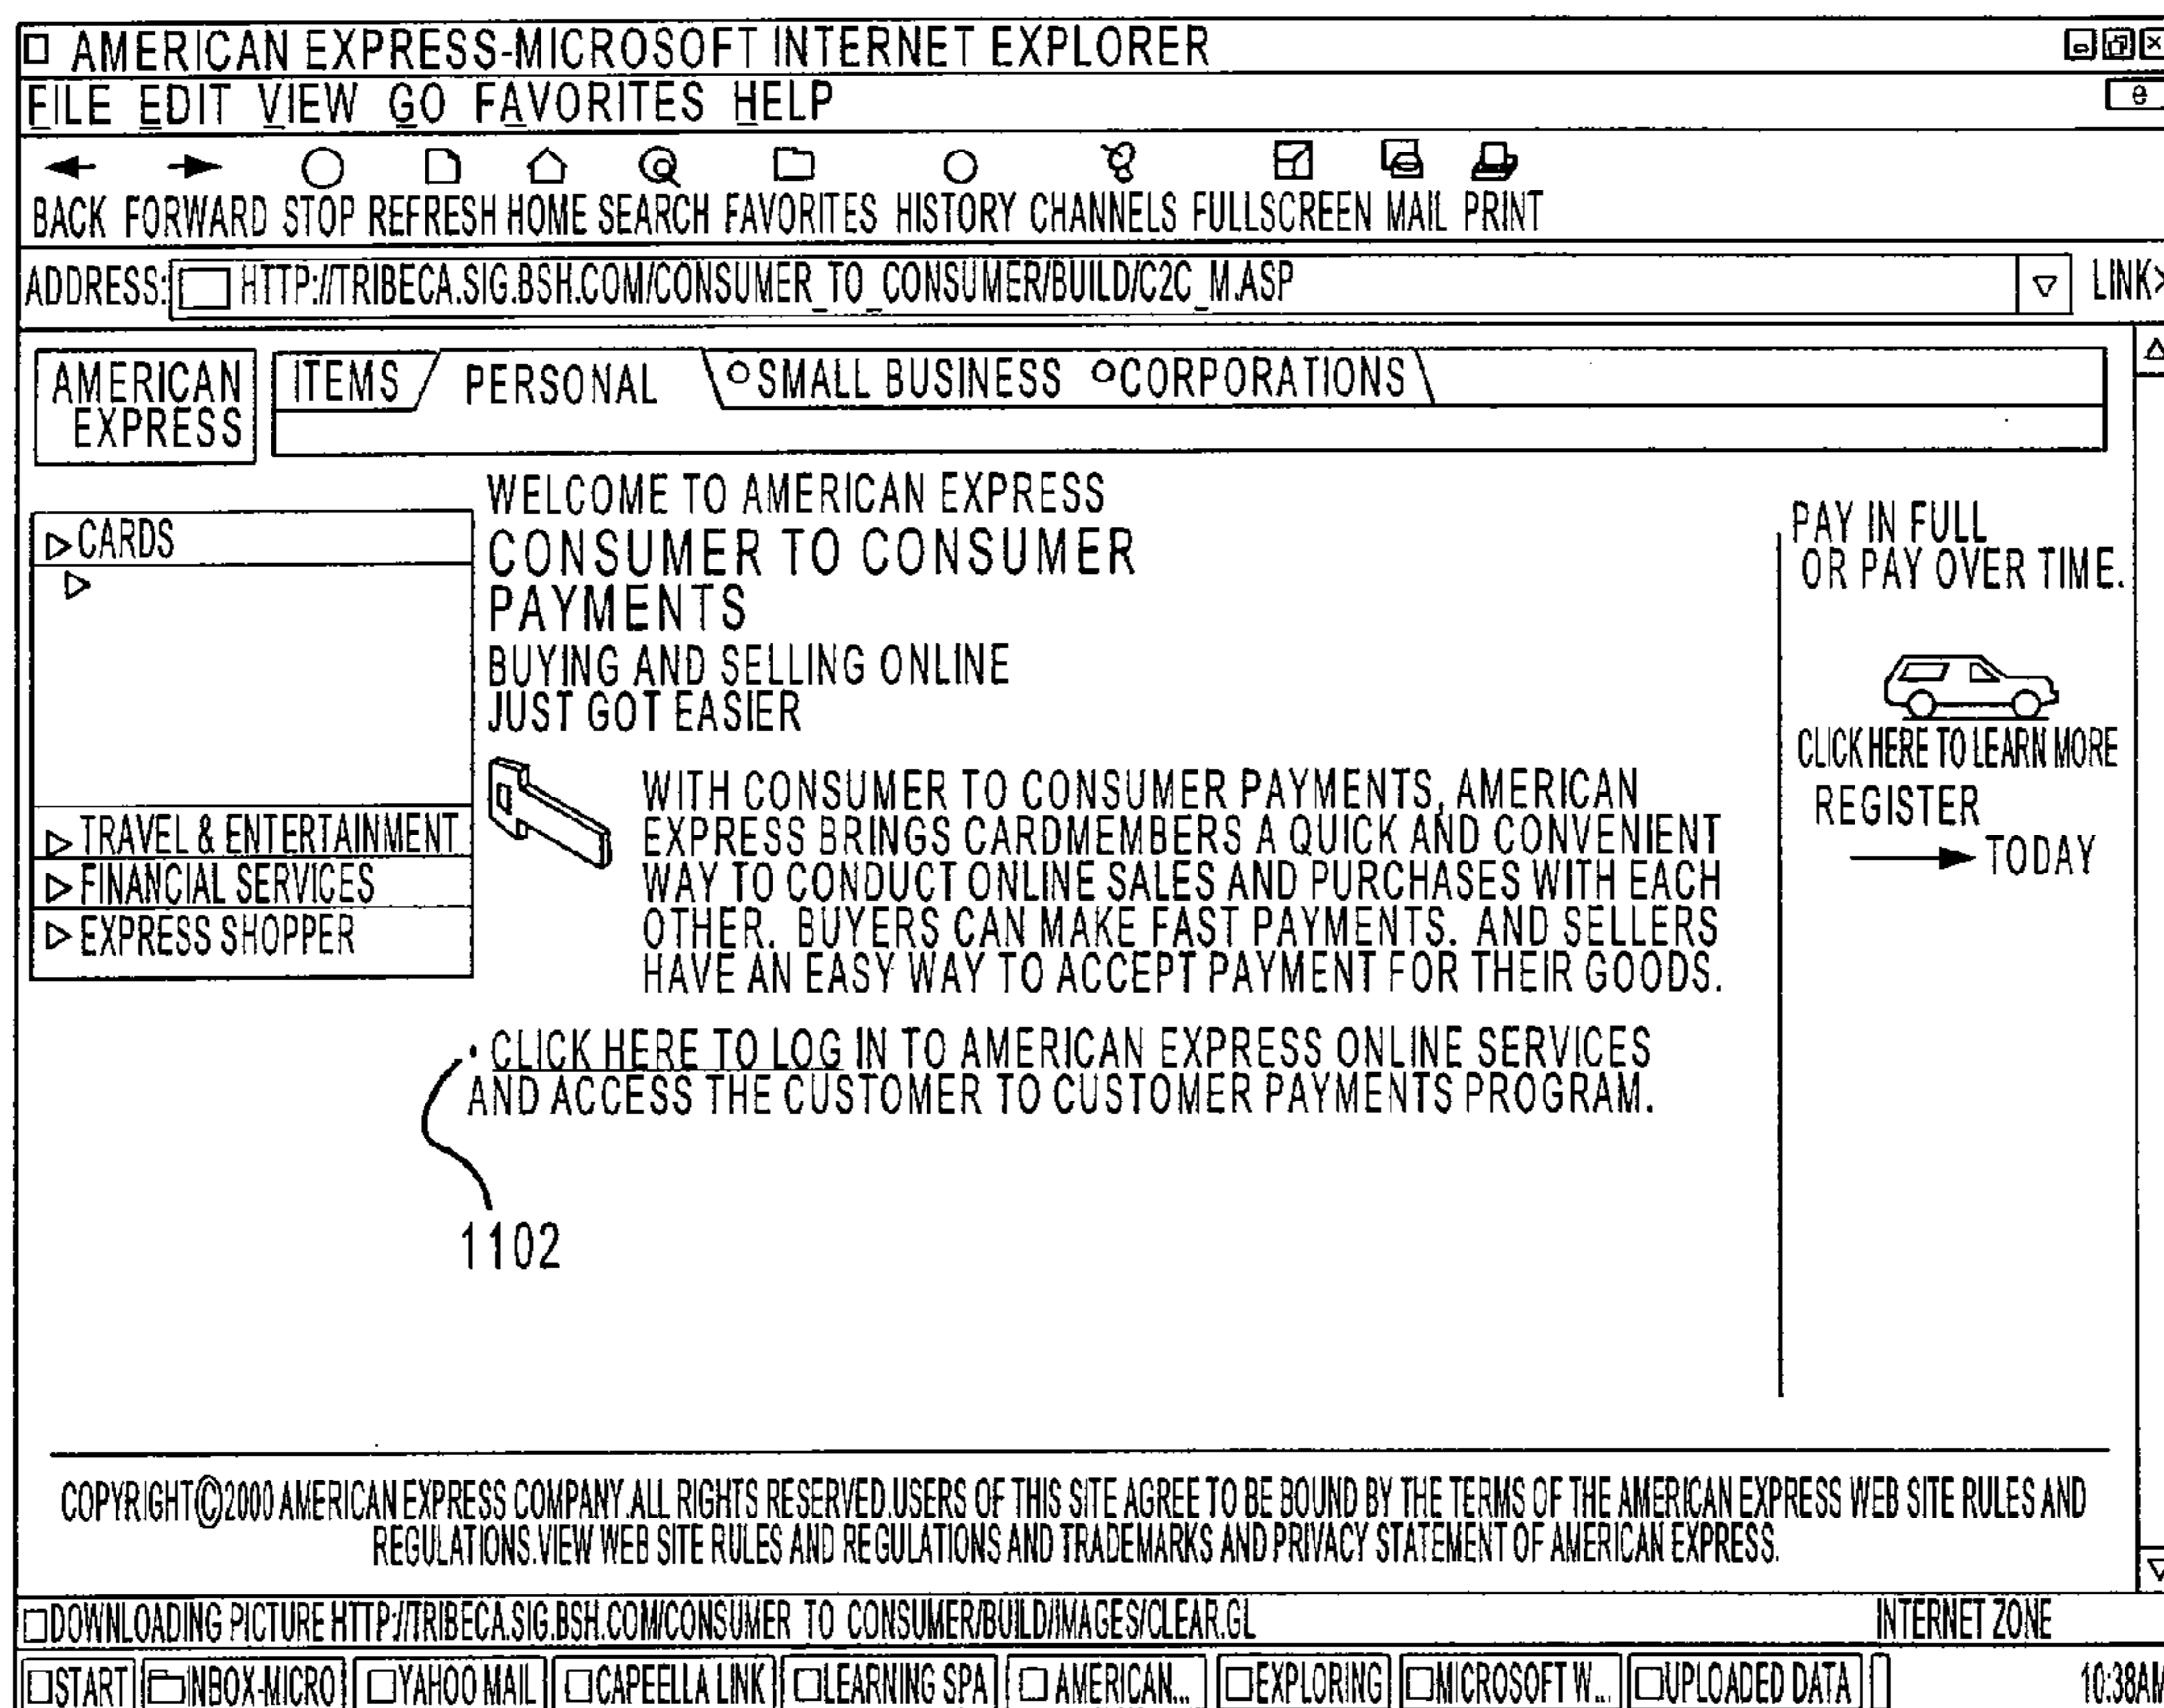 AMERICAN EXPRESS-MICROSOFT INTERNET EXPLORER
FILE EDIT VIEW GO FAVORITES HELP
e
BACK FORWARD STOP REFRESH HOME SEARCH FAVORITES HISTORY CHANNELS FULLSCREEN MAIL PRINT
ADDRESS: HTTP://TRIBECA.SIG.BSH.COM/CONSUMER_TO_CONSUMER/BUILD/C2C_M.ASP LINK>
AMERICAN
EXPRESS
ITEMS PERSONAL SMALL BUSINESS CORPORATIONS
CARDS
TRAVEL & ENTERTAINMENT
FINANCIAL SERVICES
EXPRESS SHOPPER
WELCOME TO AMERICAN EXPRESS
CONSUMER TO CONSUMER
PAYMENTS
BUYING AND SELLING ONLINE
JUST GOT EASIER
WITH CONSUMER TO CONSUMER PAYMENTS, AMERICAN
EXPRESS BRINGS CARDMEMBERS A QUICK AND CONVENIENT
WAY TO CONDUCT ONLINE SALES AND PURCHASES WITH EACH
OTHER. BUYERS CAN MAKE FAST PAYMENTS. AND SELLERS
HAVE AN EASY WAY TO ACCEPT PAYMENT FOR THEIR GOODS.
· CLICK HERE TO LOG IN TO AMERICAN EXPRESS ONLINE SERVICES
AND ACCESS THE CUSTOMER TO CUSTOMER PAYMENTS PROGRAM.
1102
PAY IN FULL
OR PAY OVER TIME.
CLICK HERE TO LEARN MORE
REGISTER
TODAY
COPYRIGHT©2000 AMERICAN EXPRESS COMPANY.ALL RIGHTS RESERVED.USERS OF THIS SITE AGREE TO BE BOUND BY THE TERMS OF THE AMERICAN EXPRESS WEB SITE RULES AND
REGULATIONS.VIEW WEB SITE RULES AND REGULATIONS AND TRADEMARKS AND PRIVACY STATEMENT OF AMERICAN EXPRESS.
DOWNLOADING PICTURE HTTP://TRIBECA.SIG.BSH.COM/CONSUMER TO CONSUMER/BUILD/IMAGES/CLEAR.GL INTERNET ZONE
START INBOX-MICRO YAHOO MAIL CAPEELLA LINK LEARNING SPA AMERICAN... EXPLORING MICROSOFT W... UPLOADED DATA 10:38AM